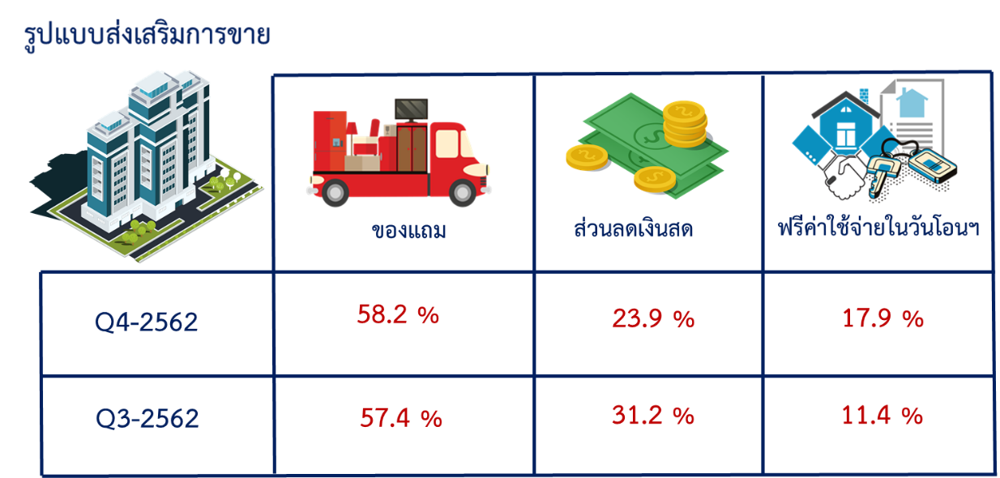 รูปแบบส่งเสริมการขาย
ของแถม
ส่วนลดเงินสด
ฟรีค่าใช้จ่ายในวันโอนฯ
Q4-2562
58.2 %
23.9 %
17.9 %
Q3-2562
57.4 %
31.2 %
11.4 %